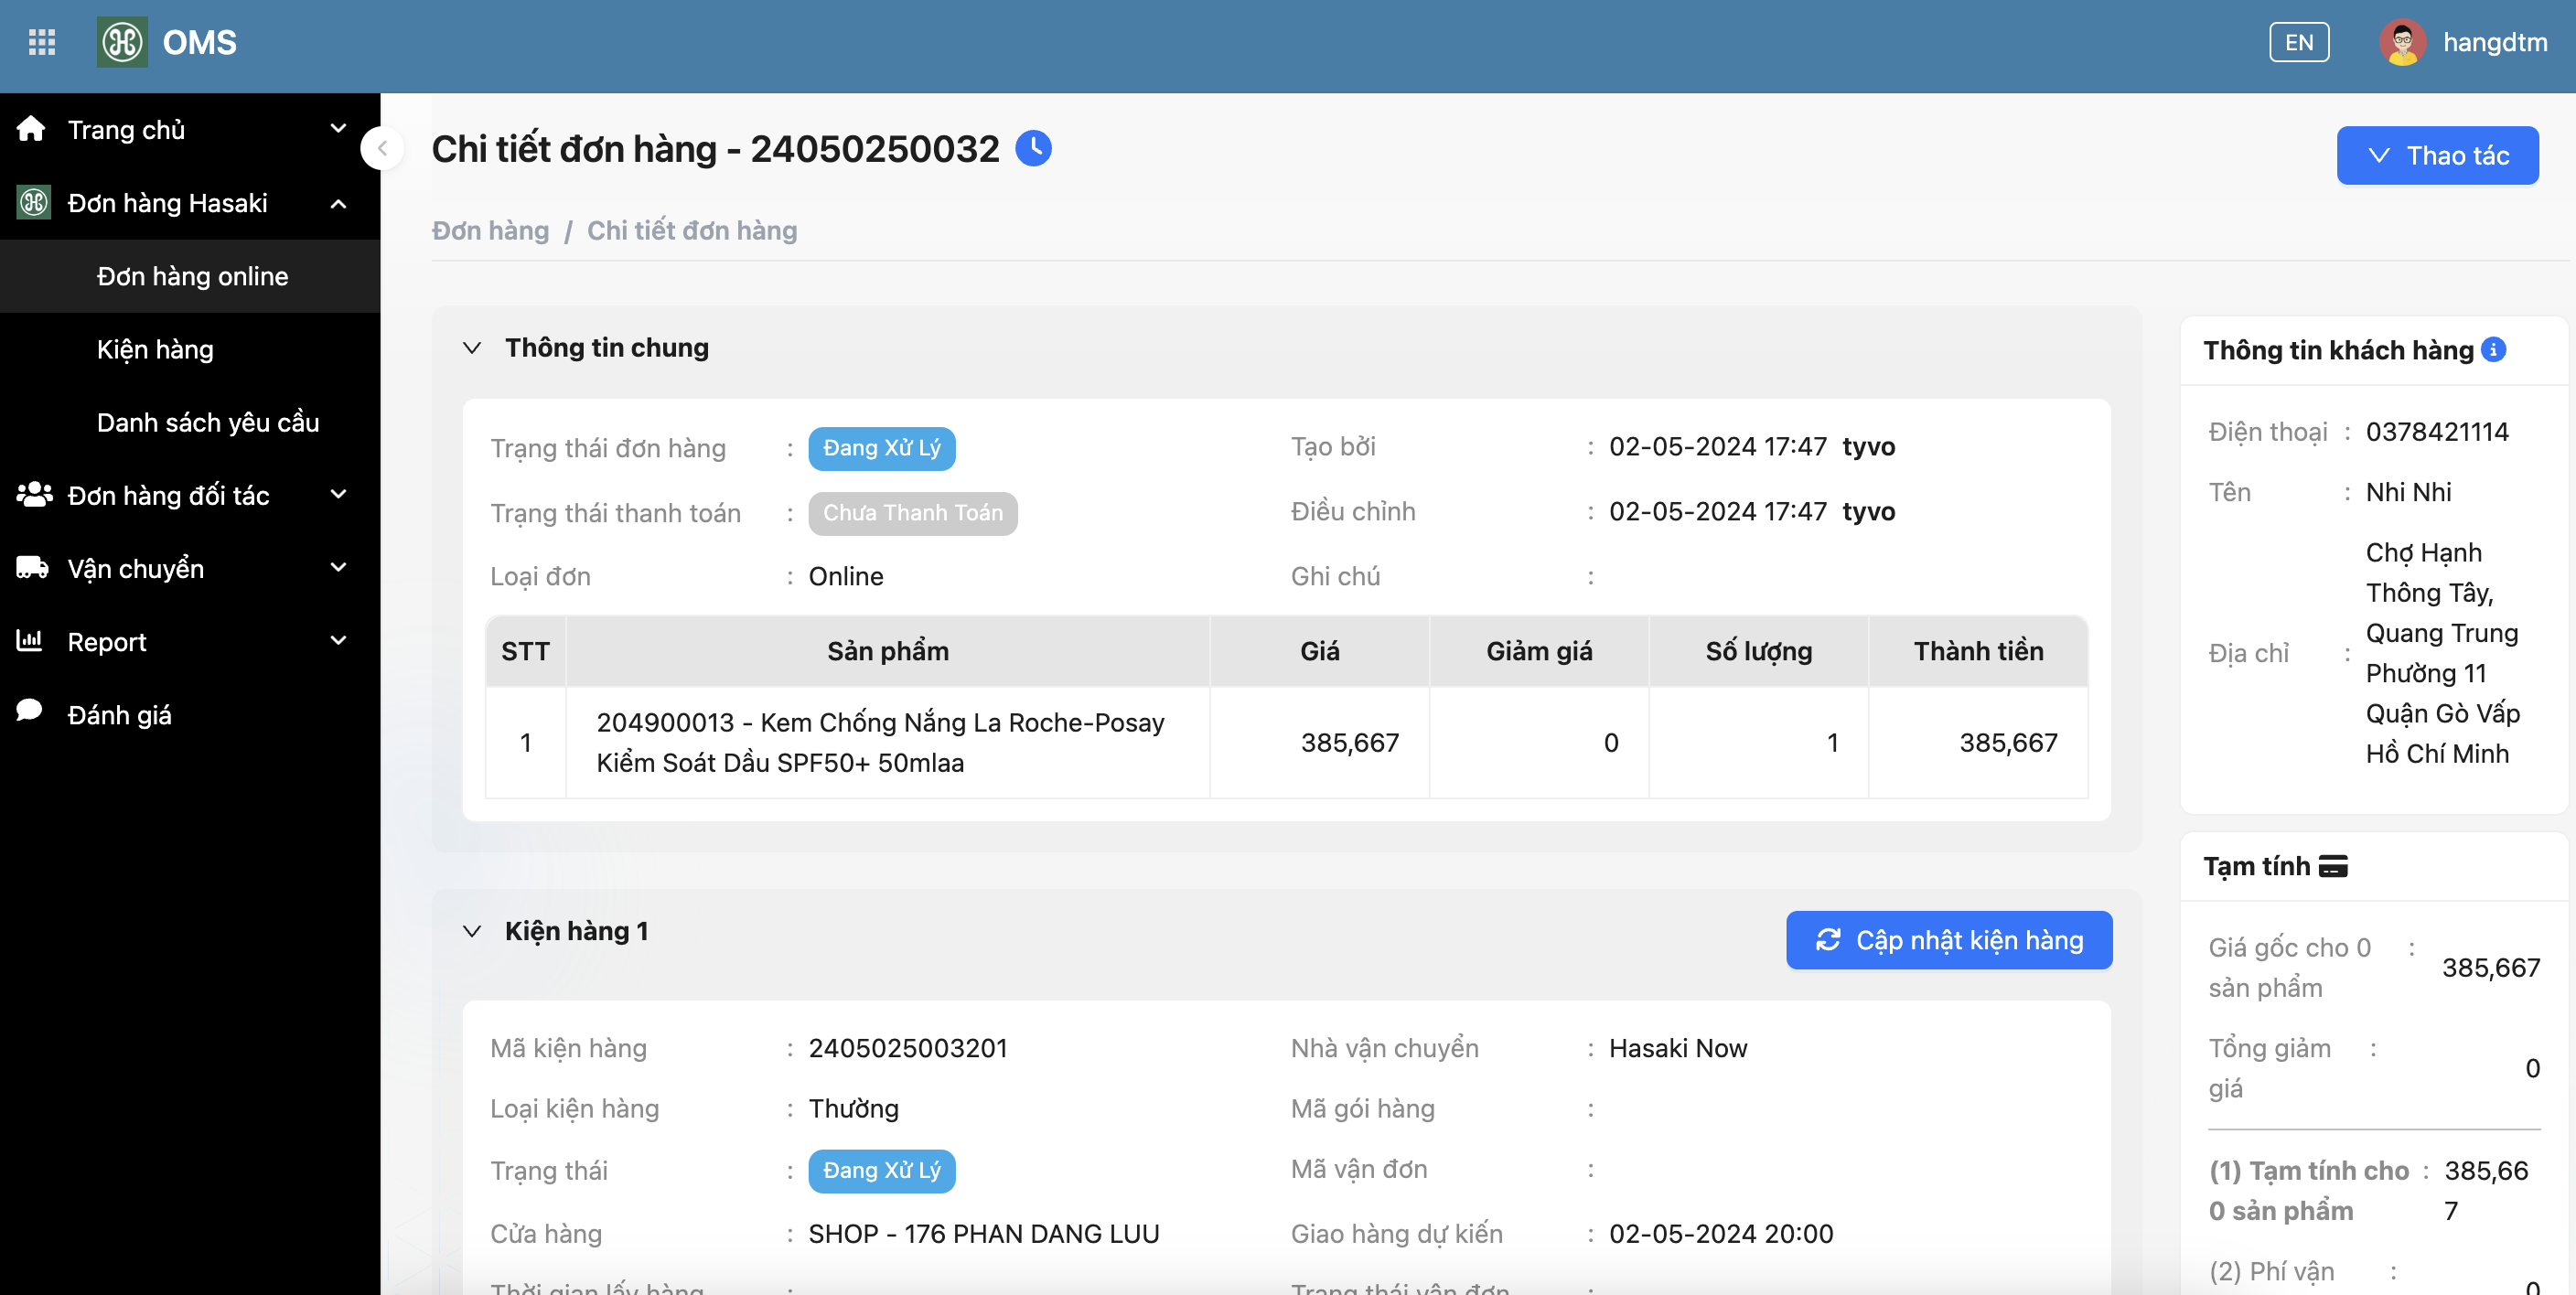 OMS
EN
hangdtm
Trang chủ
Đơn hàng Hasaki
Đơn hàng online
Kiện hàng
Danh sách yêu cầu
Đơn hàng đối tác
Vận chuyển
Report
Đánh giá
Chi tiết đơn hàng - 24050250032
Thao tác
Đơn hàng / Chi tiết đơn hàng
Thông tin chung
Trạng thái đơn hàng : Đang Xử Lý
Tạo bởi : 02-05-2024 17:47 tyvo
Trạng thái thanh toán : Chưa Thanh Toán
Điều chỉnh : 02-05-2024 17:47 tyvo
Loại đơn : Online
Ghi chú :
STT Sản phẩm Giá Giảm giá Số lượng Thành tiền
1 204900013 - Kem Chống Nắng La Roche-Posay
Kiểm Soát Dầu SPF50+ 50mlaa 385,667 0 1 385,667
Kiện hàng 1
Cập nhật kiện hàng
Mã kiện hàng : 2405025003201
Nhà vận chuyển : Hasaki Now
Loại kiện hàng : Thường
Mã gói hàng :
Trạng thái : Đang Xử Lý
Mã vận đơn :
Cửa hàng : SHOP - 176 PHAN DANG LUU
Giao hàng dự kiến : 02-05-2024 20:00
Thời gian lấy hàng :
Trạng thái vận đơn :
Thông tin khách hàng
Điện thoại : 0378421114
Tên : Nhi Nhi
Địa chỉ :
Chợ Hạnh
Thông Tây,
Quang Trung
Phường 11
Quận Gò Vấp
Hồ Chí Minh
Tạm tính
Giá gốc cho 0 :
sản phẩm
385,667
Tổng giảm :
giá
0
(1) Tạm tính cho : 385,66
0 sản phẩm 7
(2) Phí vận :
0